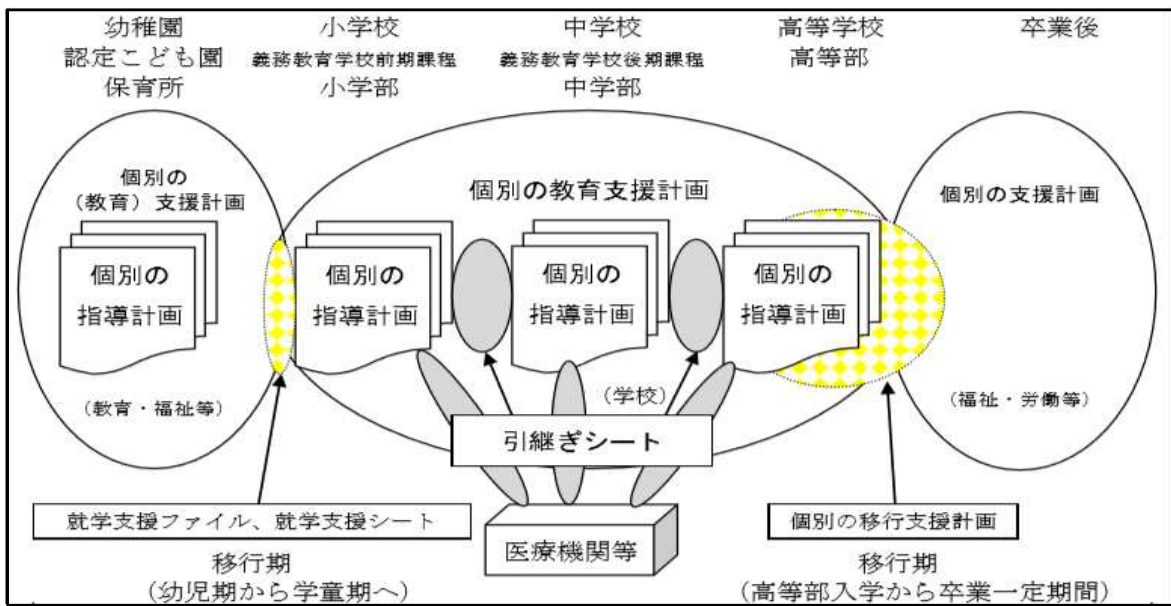 幼稚園
認定こども園
保育所
小学校
義務教育学校前期課程
小学部
中学校
義務教育学校後期課程
中学部
高等学校
高等部
卒業後
個別の
(教育)支援計画
個別の教育支援計画
個別の支援計画
個別の
指導計画
個別の
指導計画
個別の
指導計画
個別の
指導計画
(教育・福祉等)
(学校)
(福祉・労働等)
引継ぎシート
就学支援ファイル、就学支援シート
医療機関等
個別の移行支援計画
移行期
(幼児期から学童期へ)
移行期
(高等部入学から卒業一定期間)